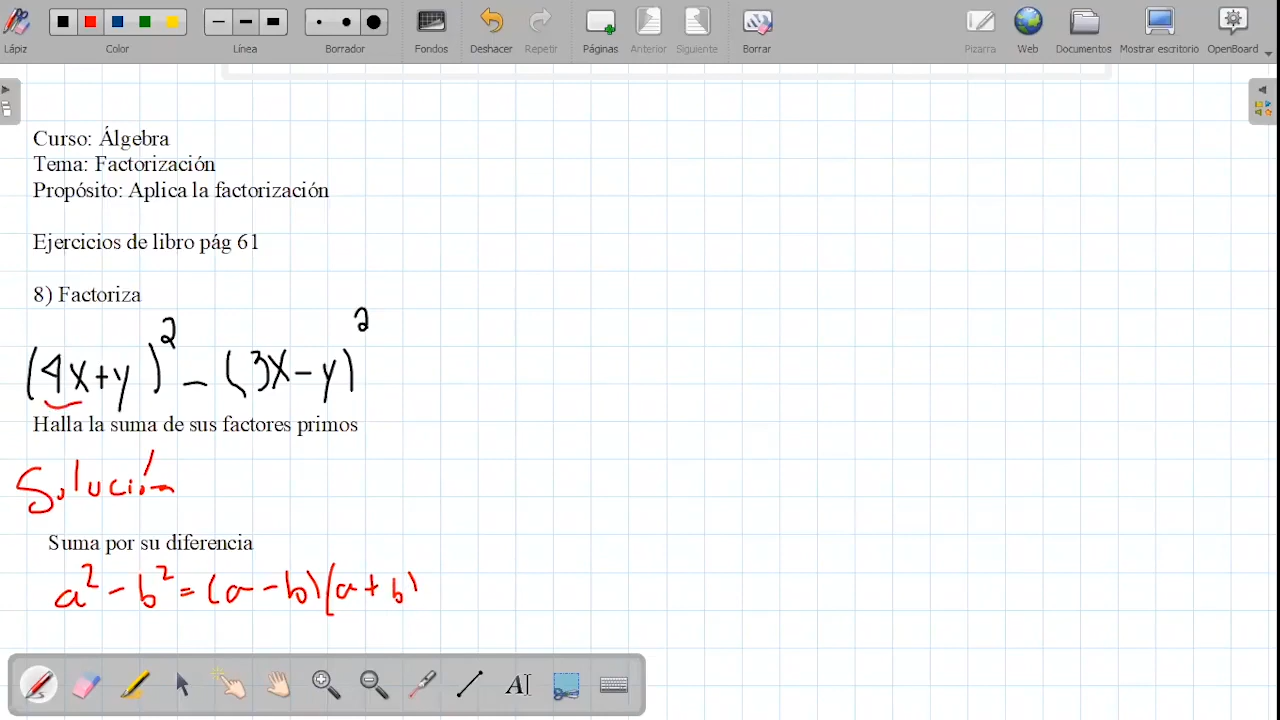 Lápiz Color Línea Borrador Fondos Deshacer Repetir Páginas Anterior Siguiente Borrar Pizarra Web Documentos Mostrar escritorio OpenBoard
Curso: Álgebra
Tema: Factorización
Propósito: Aplica la factorización
Ejercicios de libro pág 61
8) Factoriza
(4x+y)² - (3x-y)²
Halla la suma de sus factores primos
Solución
Suma por su diferencia
a² - b² = (a - b)(a + b)
AI